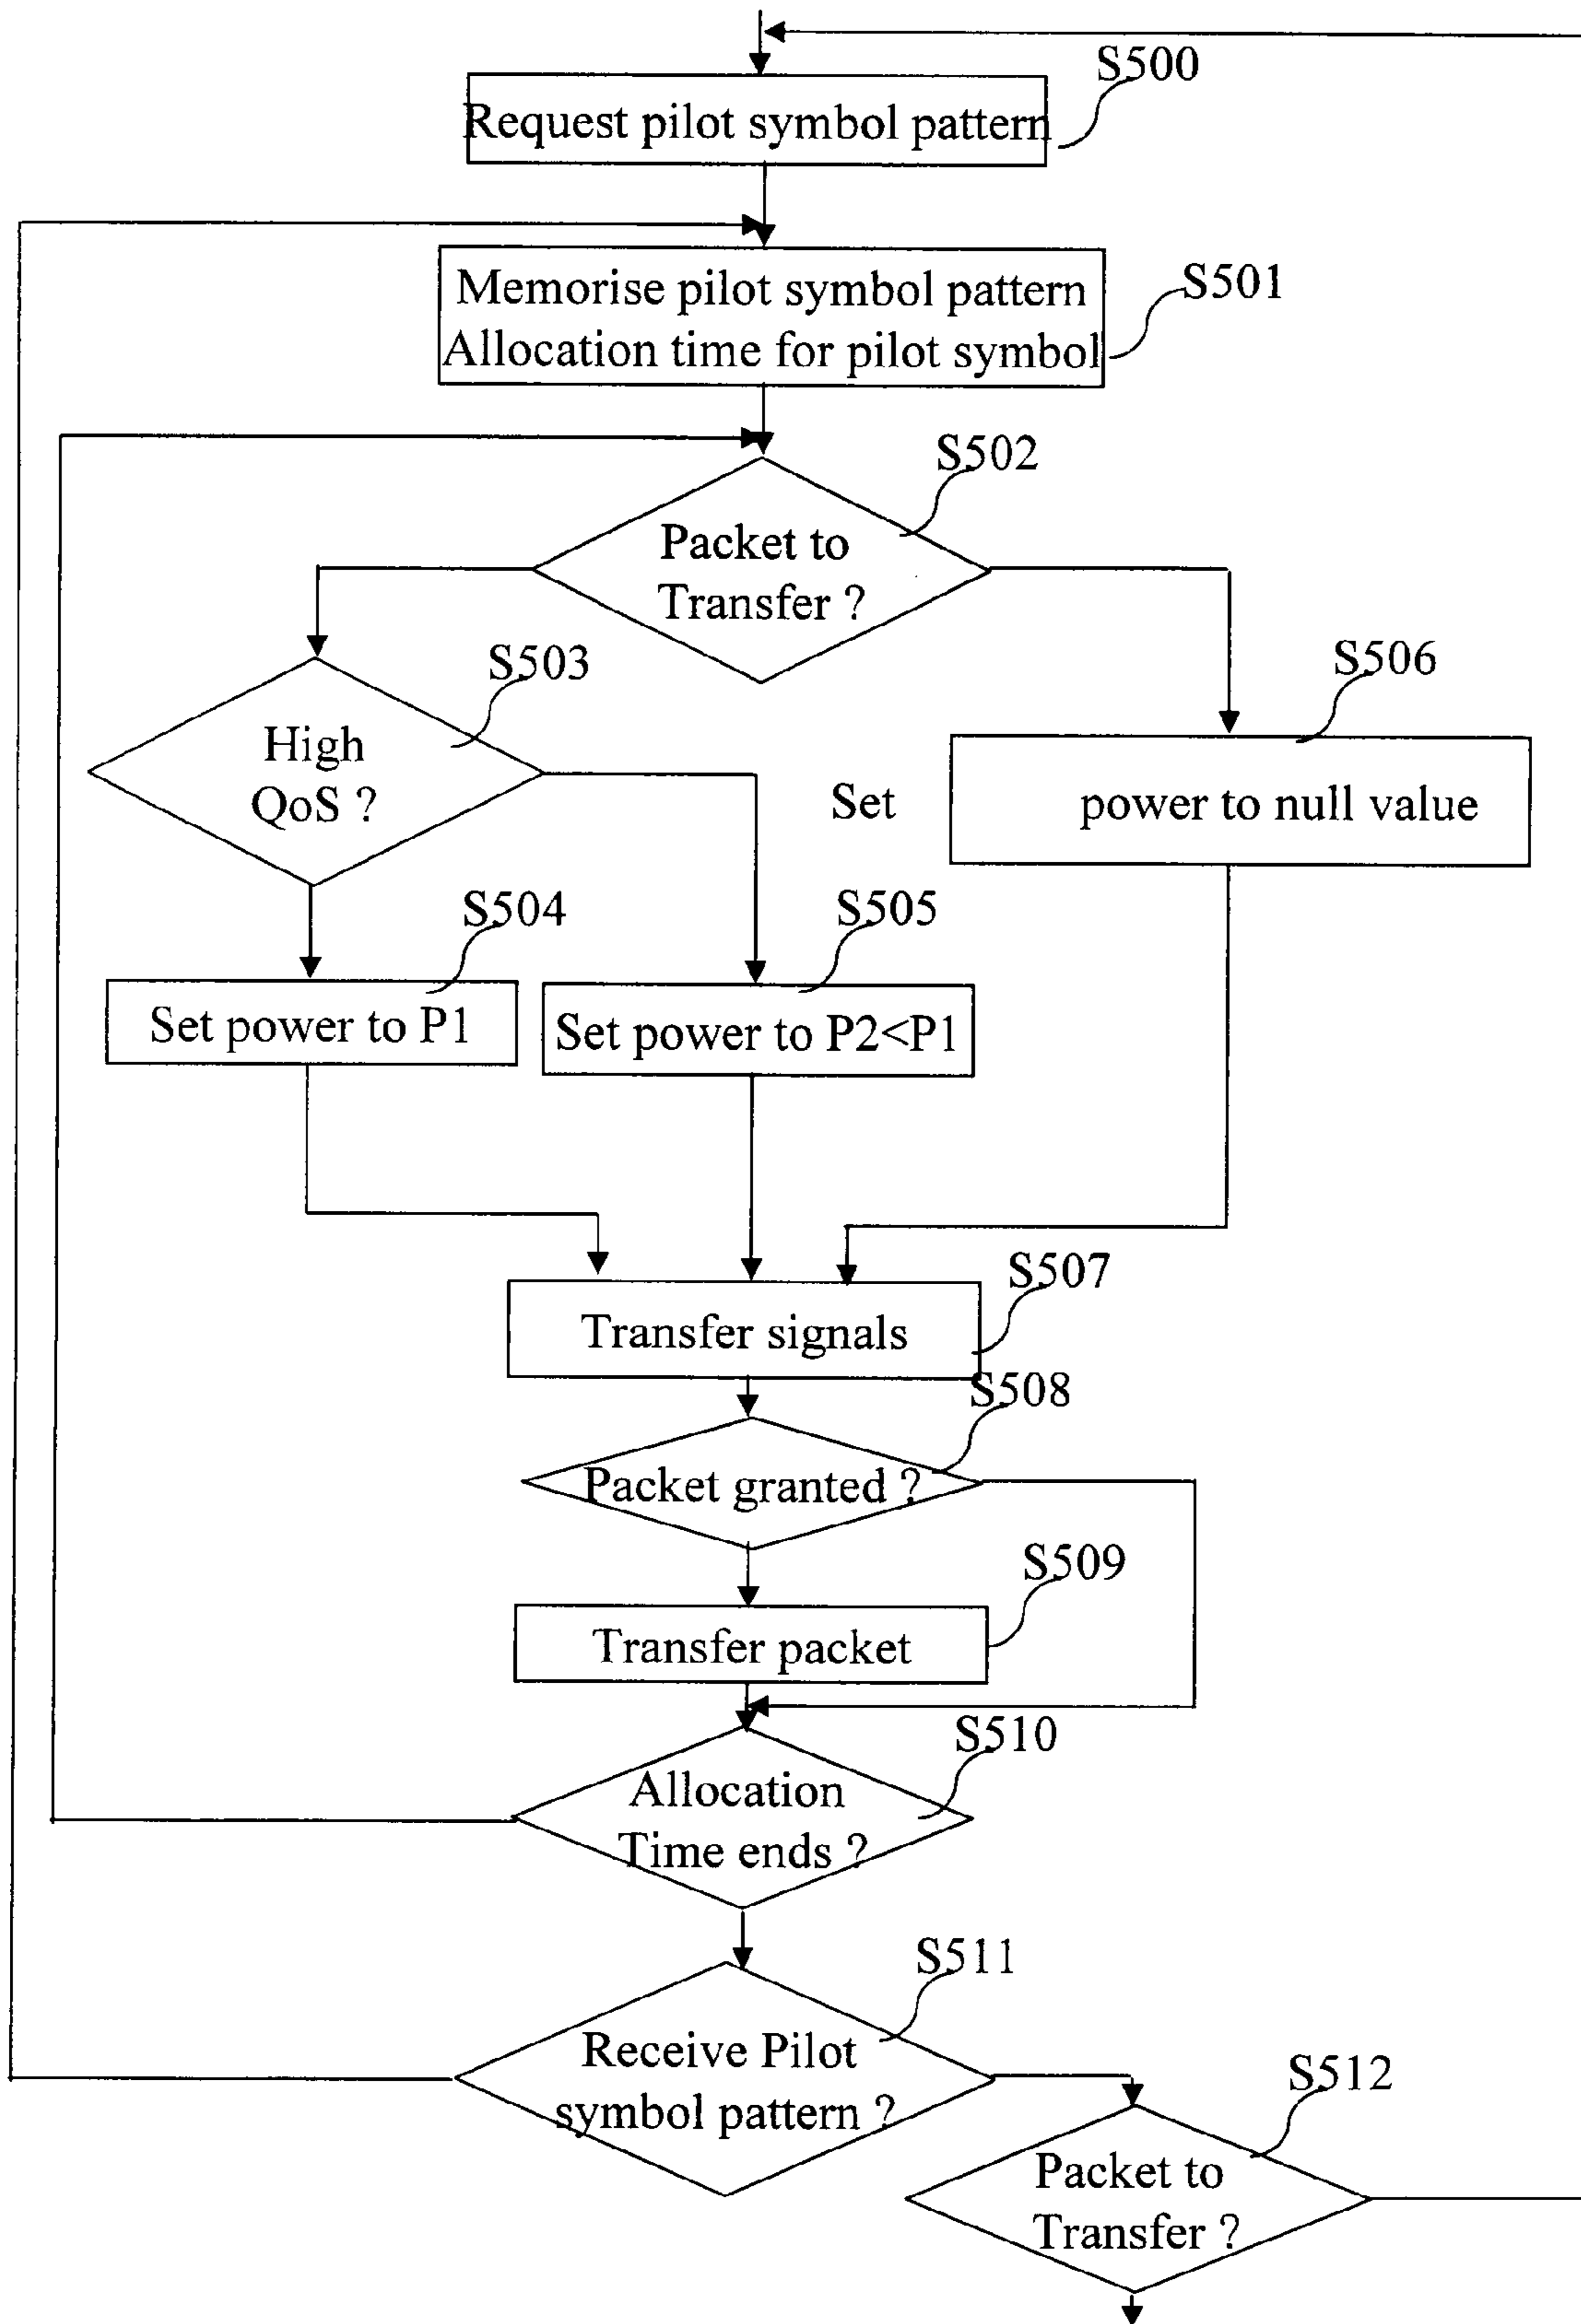 S500
Request pilot symbol pattern
S501
Memorise pilot symbol pattern
Allocation time for pilot symbol
S502
Packet to
Transfer ?
S503
High
QoS ?
S506
Set power to null value
S504
Set power to P1
S505
Set power to P2<P1
S507
Transfer signals
S508
Packet granted ?
S509
Transfer packet
S510
Allocation
Time ends ?
S511
Receive Pilot
symbol pattern ?
S512
Packet to
Transfer ?